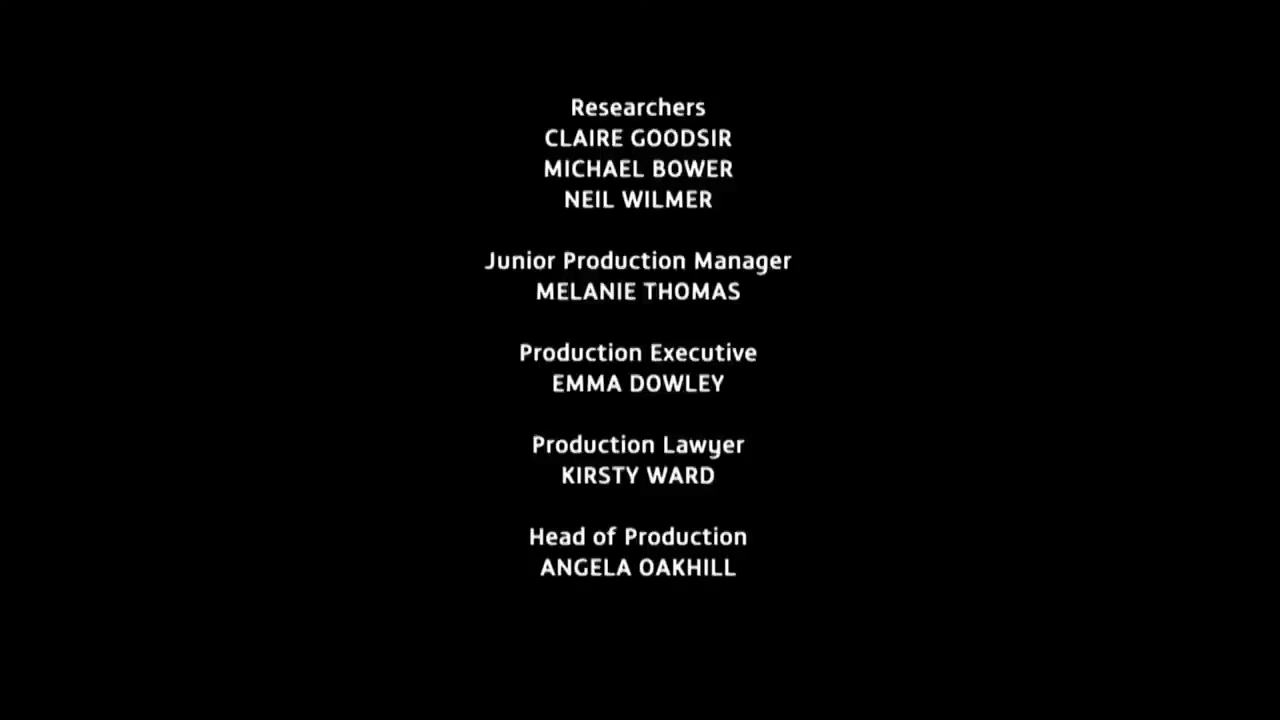 Researchers
CLAIRE GOODSIR
MICHAEL BOWER
NEIL WILMER
Junior Production Manager
MELANIE THOMAS
Production Executive
EMMA DOWLEY
Production Lawyer
KIRSTY WARD
Head of Production
ANGELA OAKHILL